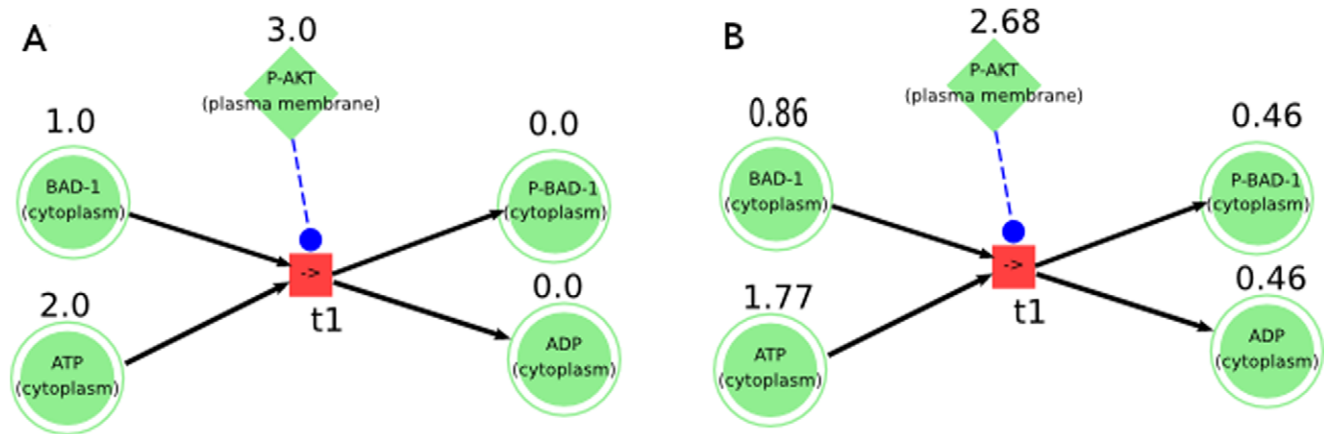 A
3.0
P-AKT
(plasma membrane)
1.0
BAD-1
(cytoplasm)
0.0
P-BAD-1
(cytoplasm)
->
t1
2.0
ATP
(cytoplasm)
0.0
ADP
(cytoplasm)
B
2.68
P-AKT
(plasma membrane)
0.86
BAD-1
(cytoplasm)
0.46
P-BAD-1
(cytoplasm)
->
t1
1.77
ATP
(cytoplasm)
0.46
ADP
(cytoplasm)